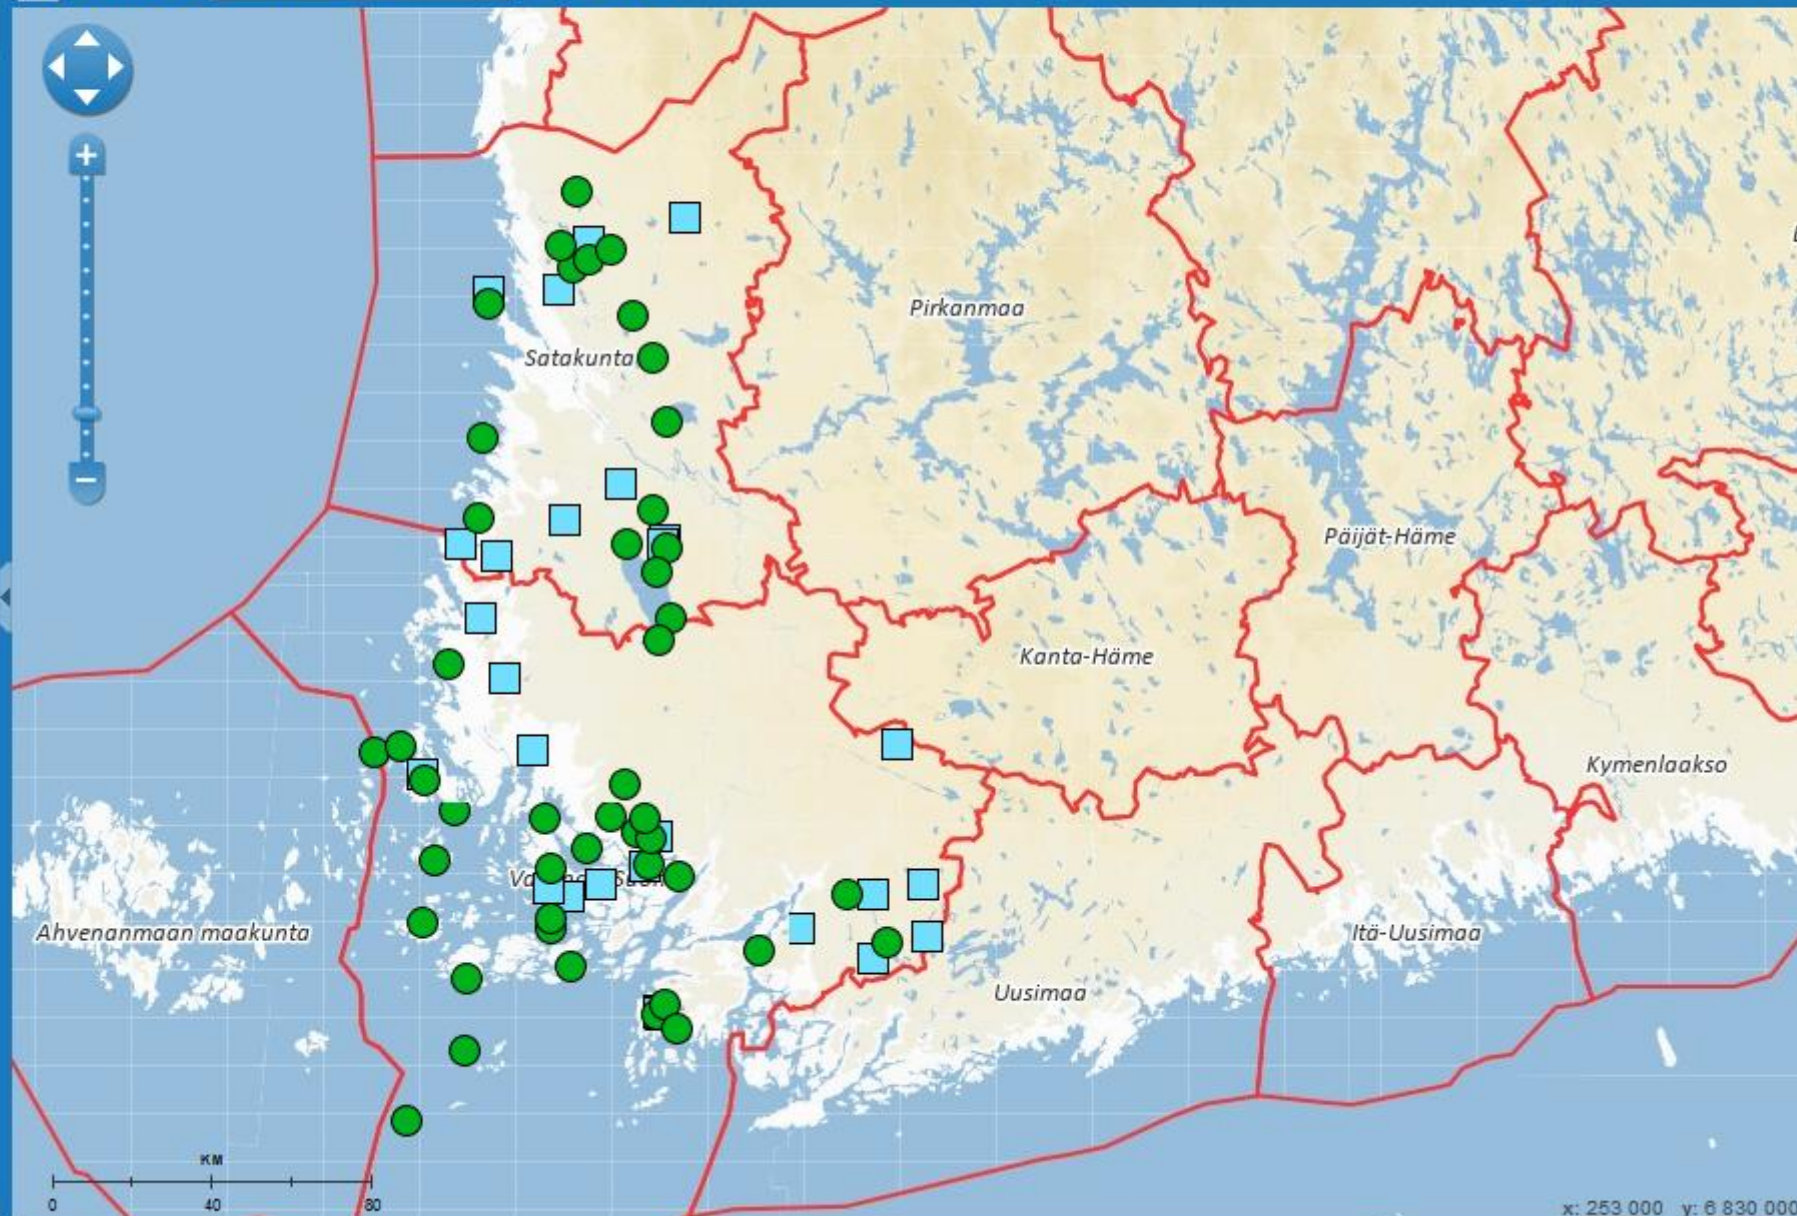 Pirkanmaa
Satakunta
Päijät-Häme
Kanta-Häme
Kymenlaakso
Ahvenanmaan maakunta
Itä-Uusimaa
Uusimaa
KM
0 40 80
x: 253 000 y: 6 830 000